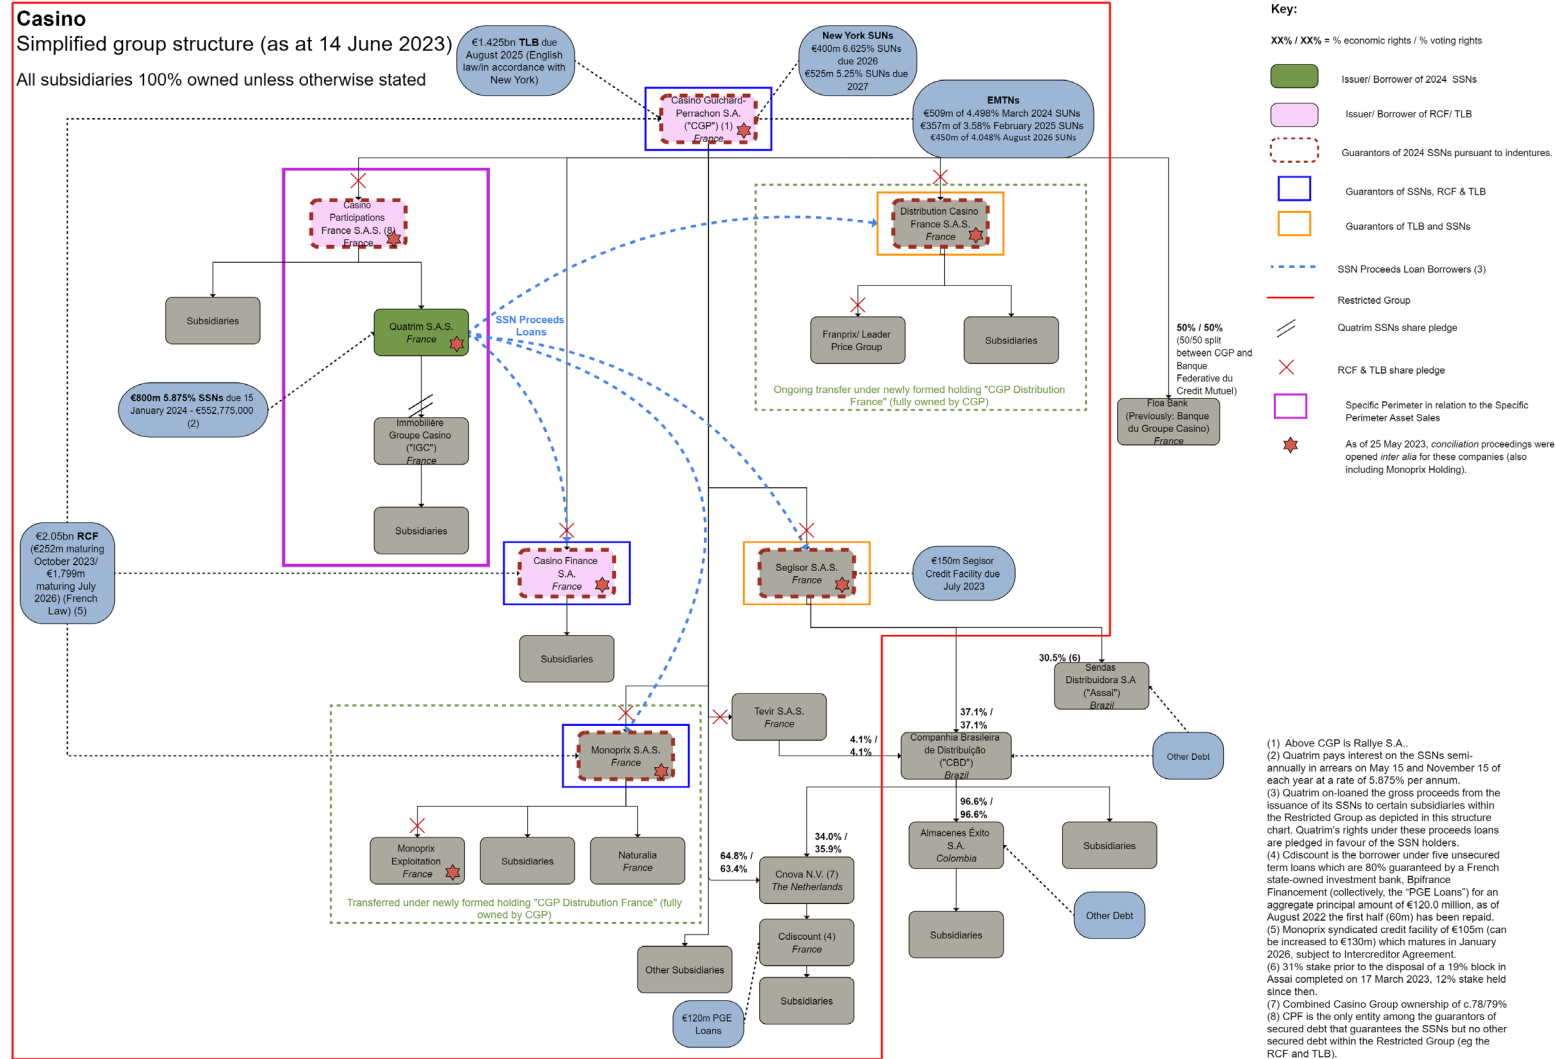 Casino
Simplified group structure (as at 14 June 2023)
All subsidiaries 100% owned unless otherwise stated
€1.425bn TLB due
August 2025 (English
law/in accordance with
New York)
New York SUNs
€400m 6.625% SUNs
due 2026
€525m 5.25% SUNs due
2027
Casino Guichard-
Perrachon S.A.
("CGP") (1)
France
EMTNs
€509m of 4.498% March 2024 SUNs
€357m of 3.58% February 2025 SUNs
€450m of 4.048% August 2026 SUNs
Casino
Participations
France S.A.S. (8)
France
Distribution Casino
France S.A.S.
France
Subsidiaries
Quatrim S.A.S.
France
SSN Proceeds
Loans
Franprix/ Leader
Price Group
Subsidiaries
Ongoing transfer under newly formed holding "CGP Distribution
France" (fully owned by CGP)
50% / 50%
(50/50 split
between CGP and
Banque
Federative du
Credit Mutuel)
Floa Bank
(Previously: Banque
du Groupe Casino)
France
€800m 5.875% SSNs due 15
January 2024 - €552,775,000
(2)
Immobilière
Groupe Casino
("IGC")
France
Subsidiaries
€2.05bn RCF
(€252m maturing
October 2023/
€1,799m
maturing July
2026) (French
Law) (5)
Casino Finance
S.A.
France
Segisor S.A.S.
France
€150m Segisor
Credit Facility due
July 2023
Subsidiaries
30.5% (6)
Sendas
Distribuidora S.A
("Assai")
Brazil
Tevir S.A.S.
France
37.1% /
37.1%
4.1% /
4.1%
Companhia Brasileira
de Distribuição
("CBD")
Brazil
Other Debt
Monoprix S.A.S.
France
Monoprix
Exploitation
France
Subsidiaries
Naturalia
France
Transferred under newly formed holding "CGP Distrubution France" (fully
owned by CGP)
64.8% /
63.4%
34.0% /
35.9%
96.6% /
96.6%
Almacenes Éxito
S.A.
Colombia
Subsidiaries
Cnova N.V. (7)
The Netherlands
Cdiscount (4)
France
Subsidiaries
Other Debt
Other Subsidiaries
Subsidiaries
€120m PGE
Loans
Key:
XX% / XX% = % economic rights / % voting rights
Issuer/ Borrower of 2024 SSNs
Issuer/ Borrower of RCF/ TLB
Guarantors of 2024 SSNs pursuant to indentures.
Guarantors of SSNs, RCF & TLB
Guarantors of TLB and SSNs
SSN Proceeds Loan Borrowers (3)
Restricted Group
Quatrim SSNs share pledge
RCF & TLB share pledge
Specific Perimeter in relation to the Specific
Perimeter Asset Sales
As of 25 May 2023, conciliation proceedings were
opened inter alia for these companies (also
including Monoprix Holding).
(1) Above CGP is Rallye S.A..
(2) Quatrim pays interest on the SSNs semi-
annually in arrears on May 15 and November 15 of
each year at a rate of 5.875% per annum.
(3) Quatrim on-loaned the gross proceeds from the
issuance of its SSNs to certain subsidiaries within
the Restricted Group as depicted in this structure
chart. Quatrim's rights under these proceeds loans
are pledged in favour of the SSN holders.
(4) Cdiscount is the borrower under five unsecured
term loans which are 80% guaranteed by a French
state-owned investment bank, Bpifrance
Financement (collectively, the “PGE Loans”) for an
aggregate principal amount of €120.0 million, as of
August 2022 the first half (60m) has been repaid.
(5) Monoprix syndicated credit facility of €105m (can
be increased to €130m) which matures in January
2026, subject to Intercreditor Agreement.
(6) 31% stake prior to the disposal of a 19% block in
Assai completed on 17 March 2023, 12% stake held
since then.
(7) Combined Casino Group ownership of c.78/79%
(8) CPF is the only entity among the guarantors of
secured debt that guarantees the SSNs but no other
secured debt within the Restricted Group (eg the
RCF and TLB).